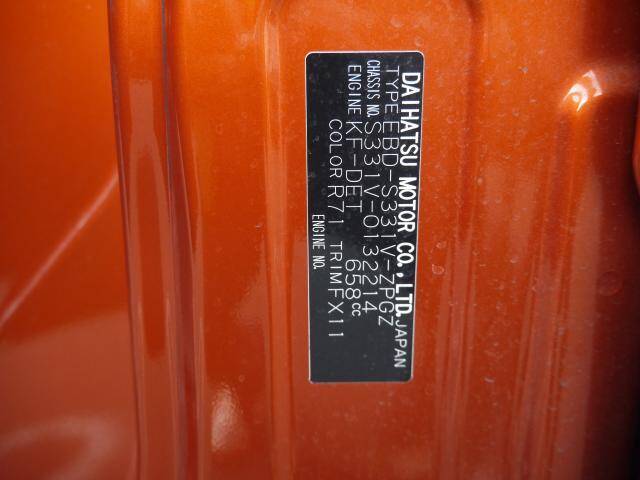 DAIHATSU MOTOR CO., LTD. JAPAN
TYPE EBD-S331V-ZPGZ
CHASSIS NO. S331V-0132214
ENGINE KF-DET 658cc
COLOR R71 TRIM FX11
ENGINE NO.